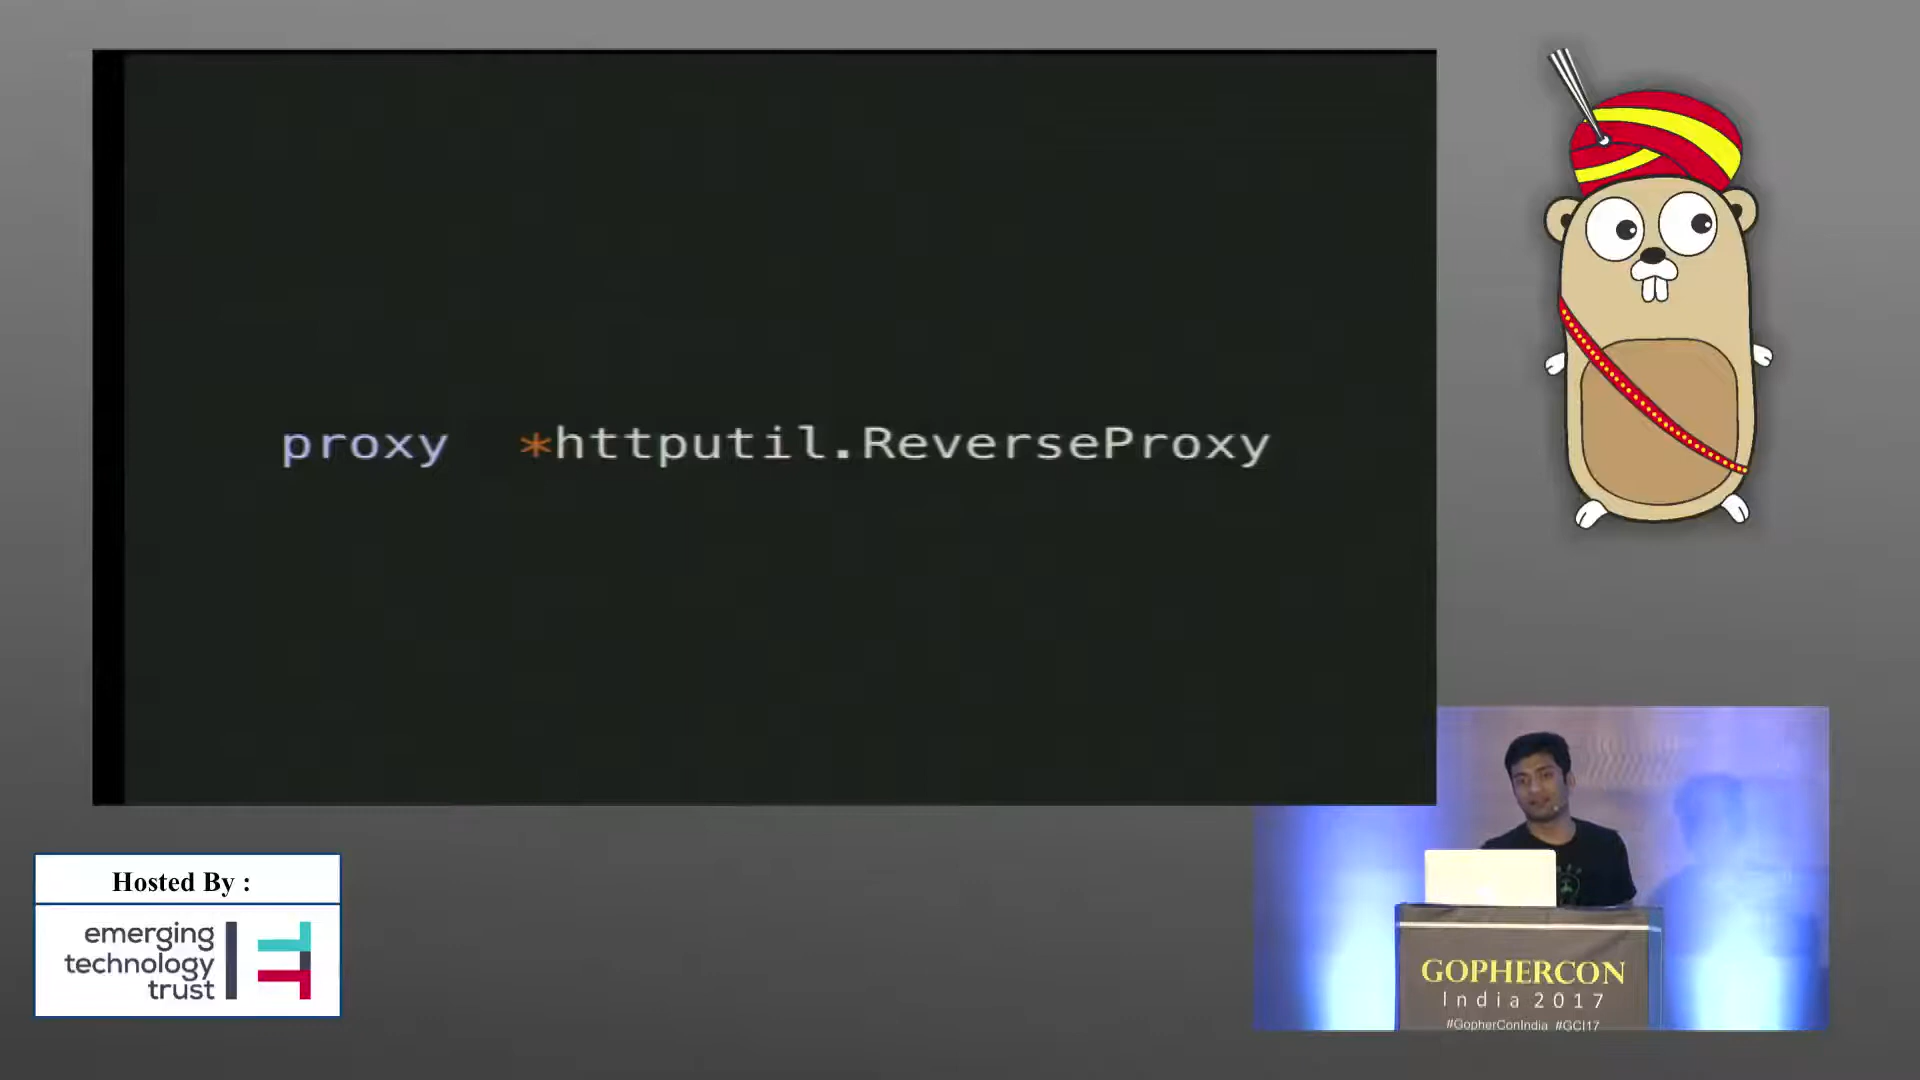 proxy *httputil.ReverseProxy
Hosted By :
emerging
technology
trust
GOPHERCON
India 2017
#GopherConIndia #GCI17